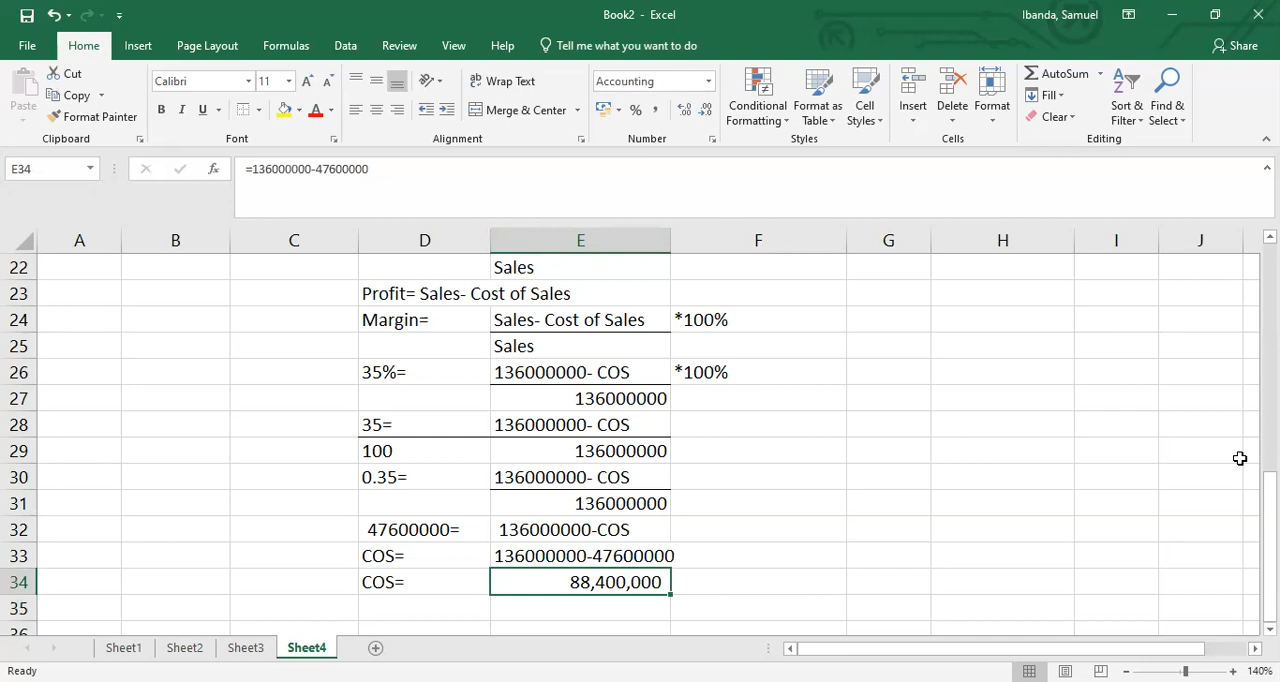 Book2 - Excel
Ibanda, Samuel
File Home Insert Page Layout Formulas Data Review View Help Tell me what you want to do Share
Paste
Cut
Copy
Format Painter
Clipboard
Calibri 11
B I U
Font
Wrap Text
Merge & Center
Alignment
Accounting
%
Number
Conditional Formatting
Format as Table
Cell Styles
Styles
Insert
Delete
Format
Cells
AutoSum
Fill
Clear
Sort & Filter
Find & Select
Editing
E34 fx =136000000-47600000
A B C D E F G H I J
22 Sales
23 Profit= Sales- Cost of Sales
24 Margin= Sales- Cost of Sales *100%
25 Sales
26 35%= 136000000- COS *100%
27 136000000
28 35= 136000000- COS
29 100 136000000
30 0.35= 136000000- COS
31 136000000
32 47600000= 136000000-COS
33 COS= 136000000-47600000
34 COS= 88,400,000
35
36
Sheet1 Sheet2 Sheet3 Sheet4
Ready
140%